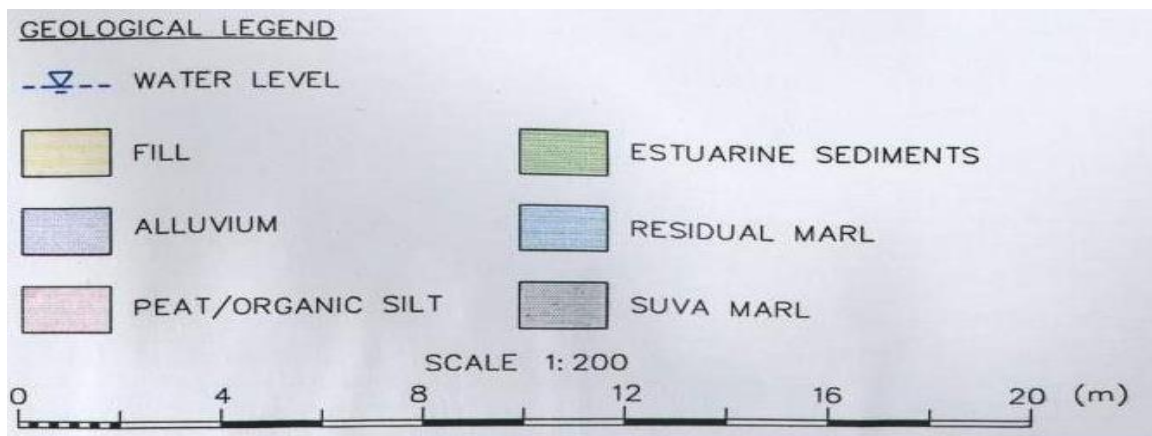 GEOLOGICAL LEGEND
WATER LEVEL
FILL
ALLUVIUM
PEAT/ORGANIC SILT
ESTUARINE SEDIMENTS
RESIDUAL MARL
SUVA MARL
SCALE 1:200
0 4 8 12 16 20 (m)